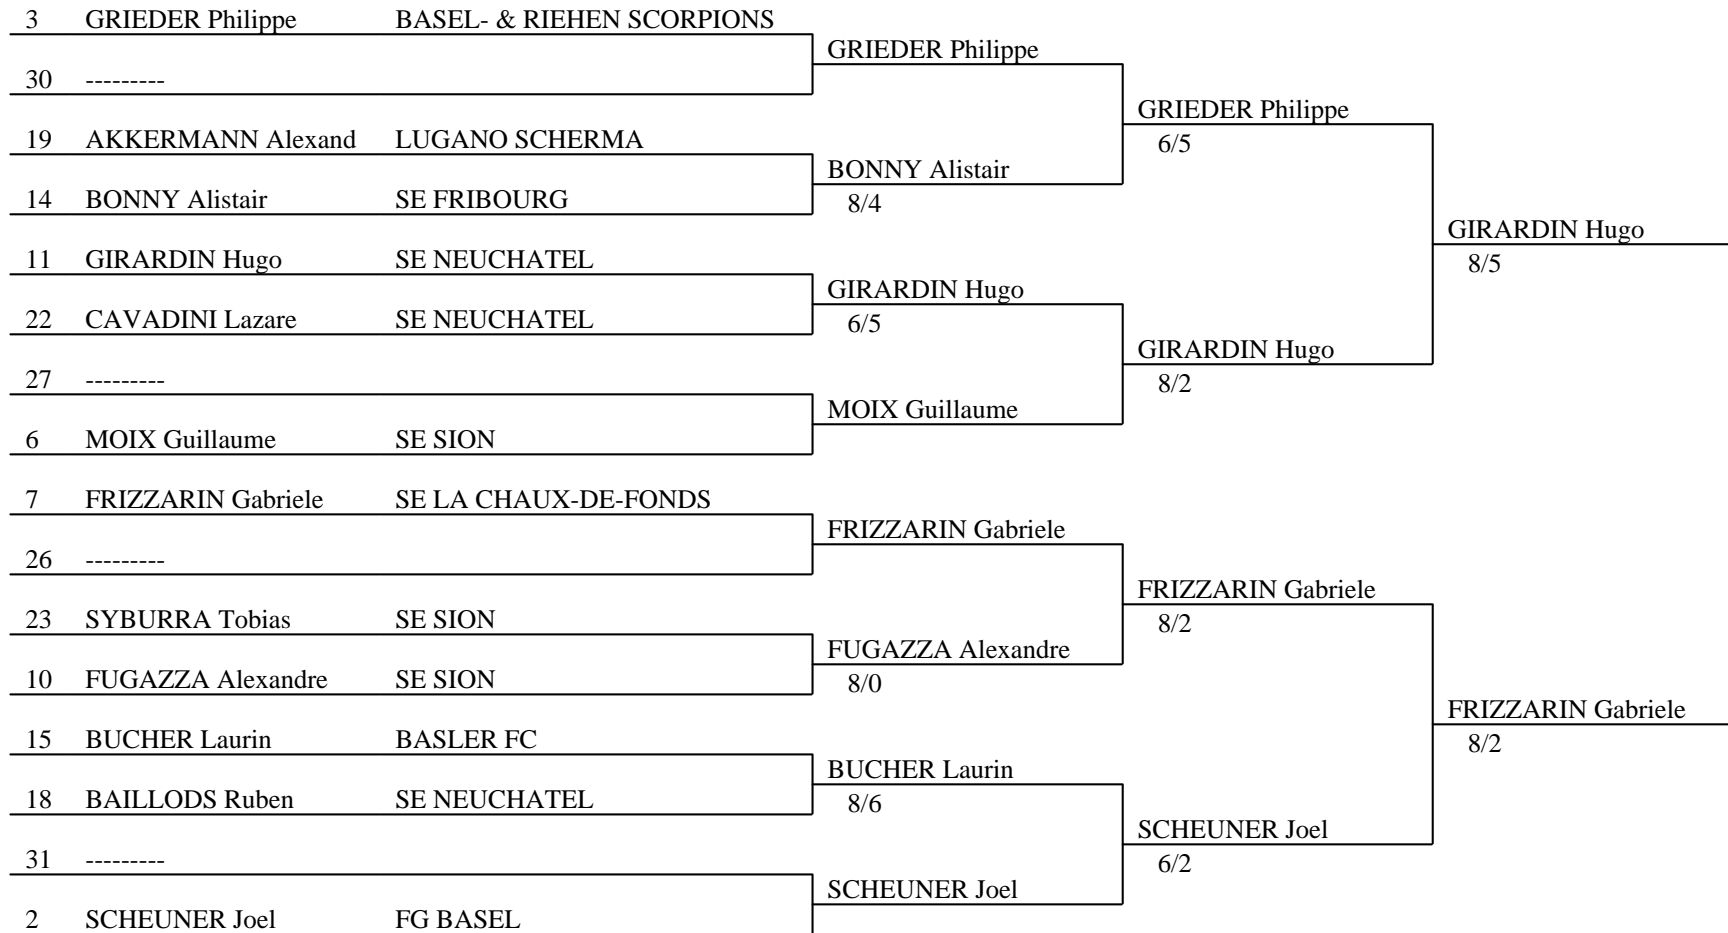 3 GRIEDER Philippe BASEL- & RIEHEN SCORPIONS
GRIEDER Philippe
30 ---------
GRIEDER Philippe
19 AKKERMANN Alexand LUGANO SCHERMA
6/5
BONNY Alistair
14 BONNY Alistair SE FRIBOURG
8/4
GIRARDIN Hugo
11 GIRARDIN Hugo SE NEUCHATEL
8/5
GIRARDIN Hugo
22 CAVADINI Lazare SE NEUCHATEL
6/5
GIRARDIN Hugo
27 ---------
8/2
MOIX Guillaume
6 MOIX Guillaume SE SION
7 FRIZZARIN Gabriele SE LA CHAUX-DE-FONDS
FRIZZARIN Gabriele
26 ---------
FRIZZARIN Gabriele
23 SYBURRA Tobias SE SION
8/2
FUGAZZA Alexandre
10 FUGAZZA Alexandre SE SION
8/0
FRIZZARIN Gabriele
15 BUCHER Laurin BASLER FC
8/2
BUCHER Laurin
18 BAILLODS Ruben SE NEUCHATEL
8/6
SCHEUNER Joel
31 ---------
6/2
SCHEUNER Joel
2 SCHEUNER Joel FG BASEL